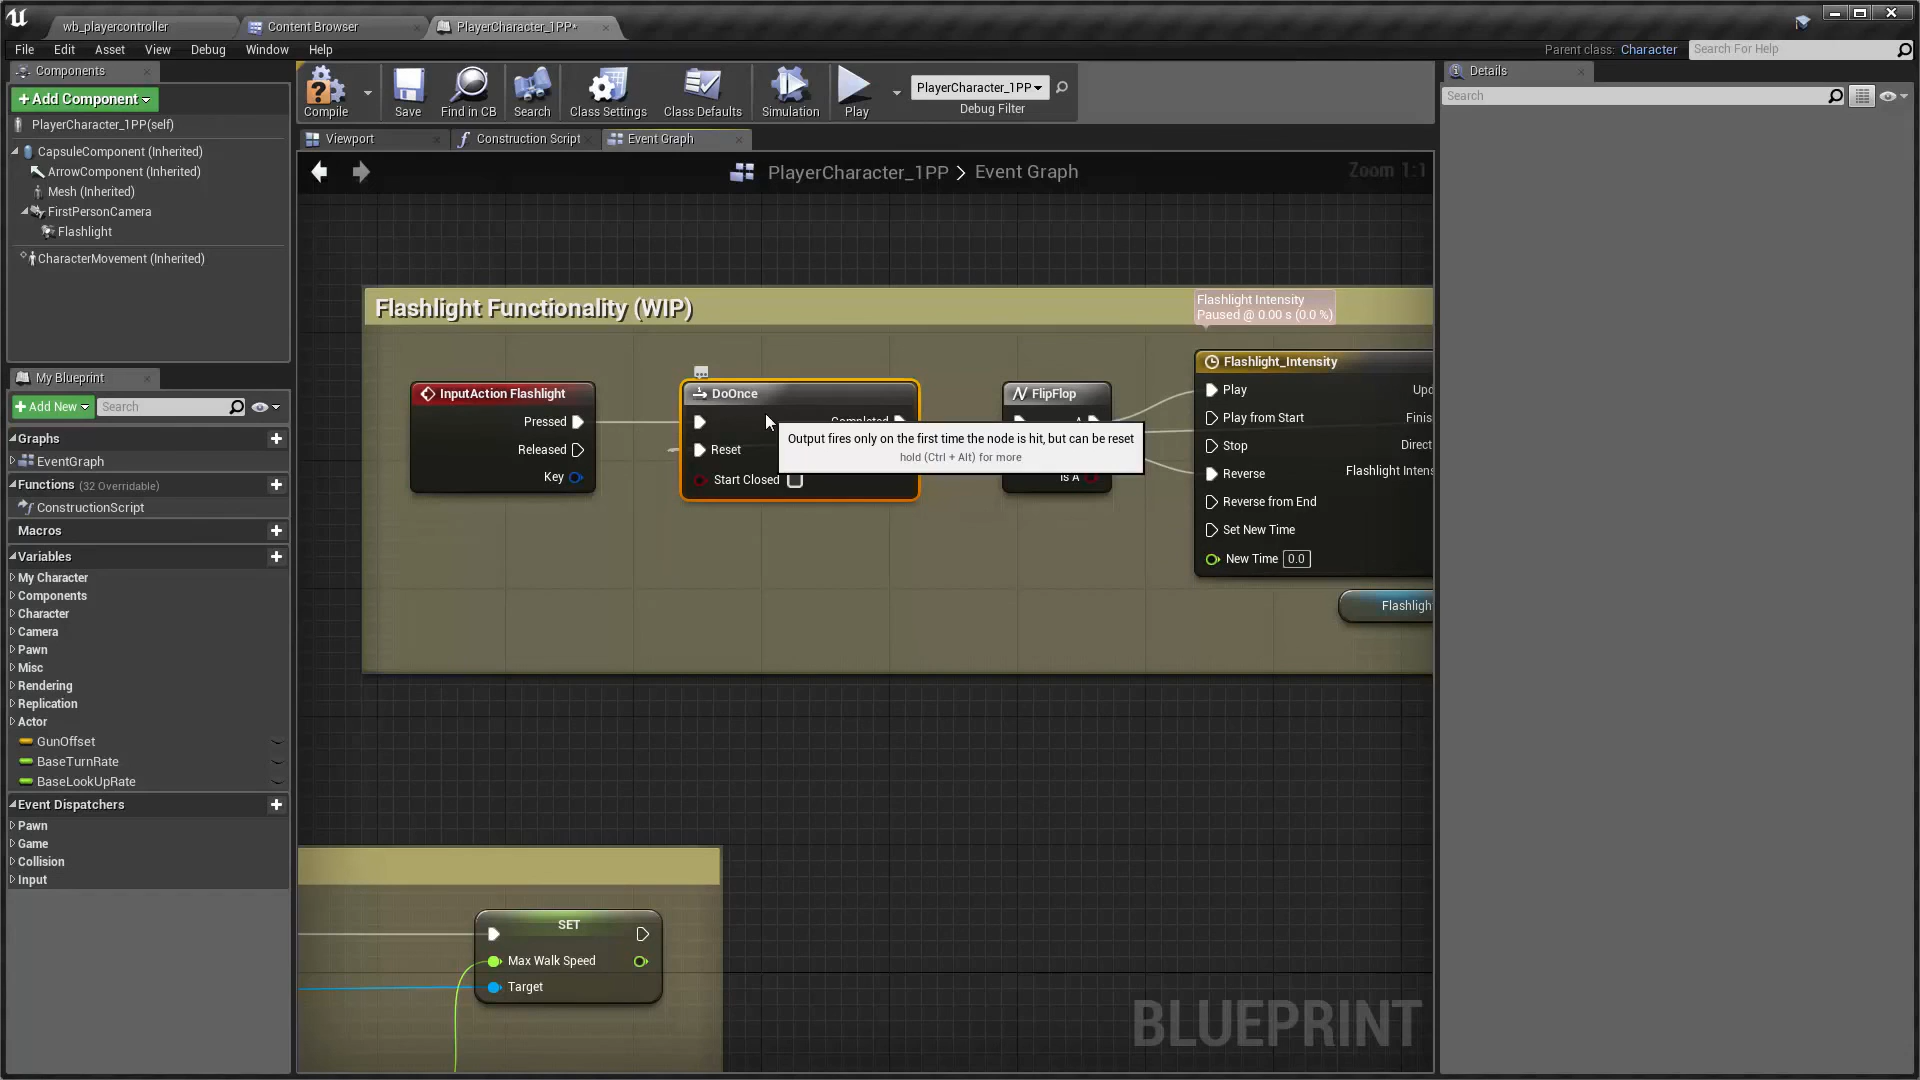 wb_playercontroller
Content Browser
PlayerCharacter_1PP*
File Edit Asset View Debug Window Help
Parent class: Character
Search For Help
Components
+Add Component
PlayerCharacter_1PP(self)
CapsuleComponent (Inherited)
ArrowComponent (Inherited)
Mesh (Inherited)
FirstPersonCamera
Flashlight
CharacterMovement (Inherited)
My Blueprint
+Add New
Search
Graphs
EventGraph
Functions (32 Overridable)
ConstructionScript
Macros
Variables
My Character
Components
Character
Camera
Pawn
Misc
Rendering
Replication
Actor
GunOffset
BaseTurnRate
BaseLookUpRate
Event Dispatchers
Pawn
Game
Collision
Input
Compile
Save
Find in CB
Search
Class Settings
Class Defaults
Simulation
Play
PlayerCharacter_1PP
Debug Filter
Viewport
Construction Script
Event Graph
PlayerCharacter_1PP > Event Graph
Zoom 1:1
Flashlight Functionality (WIP)
Flashlight Intensity
Paused @ 0.00 s (0.0 %)
InputAction Flashlight
Pressed
Released
Key
DoOnce
Completed
Reset
Start Closed
Output fires only on the first time the node is hit, but can be reset
hold (Ctrl + Alt) for more
FlipFlop
A
Is A
Flashlight_Intensity
Play
Upd
Play from Start
Finis
Stop
Direct
Reverse
Flashlight Intens
Reverse from End
Set New Time
New Time 0.0
Flashligh
SET
Max Walk Speed
Target
BLUEPRINT
Details
Search